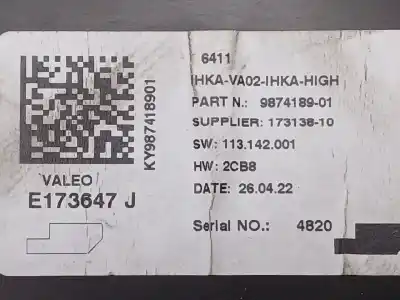 6411
IHKA-VA02-IHKA-HIGH
PART N.: 9874189-01
SUPPLIER: 173138-10
SW: 113.142.001
HW: 2CB8
DATE: 26.04.22
Serial NO.: 4820
KY987418901
VALEO
E173647 J